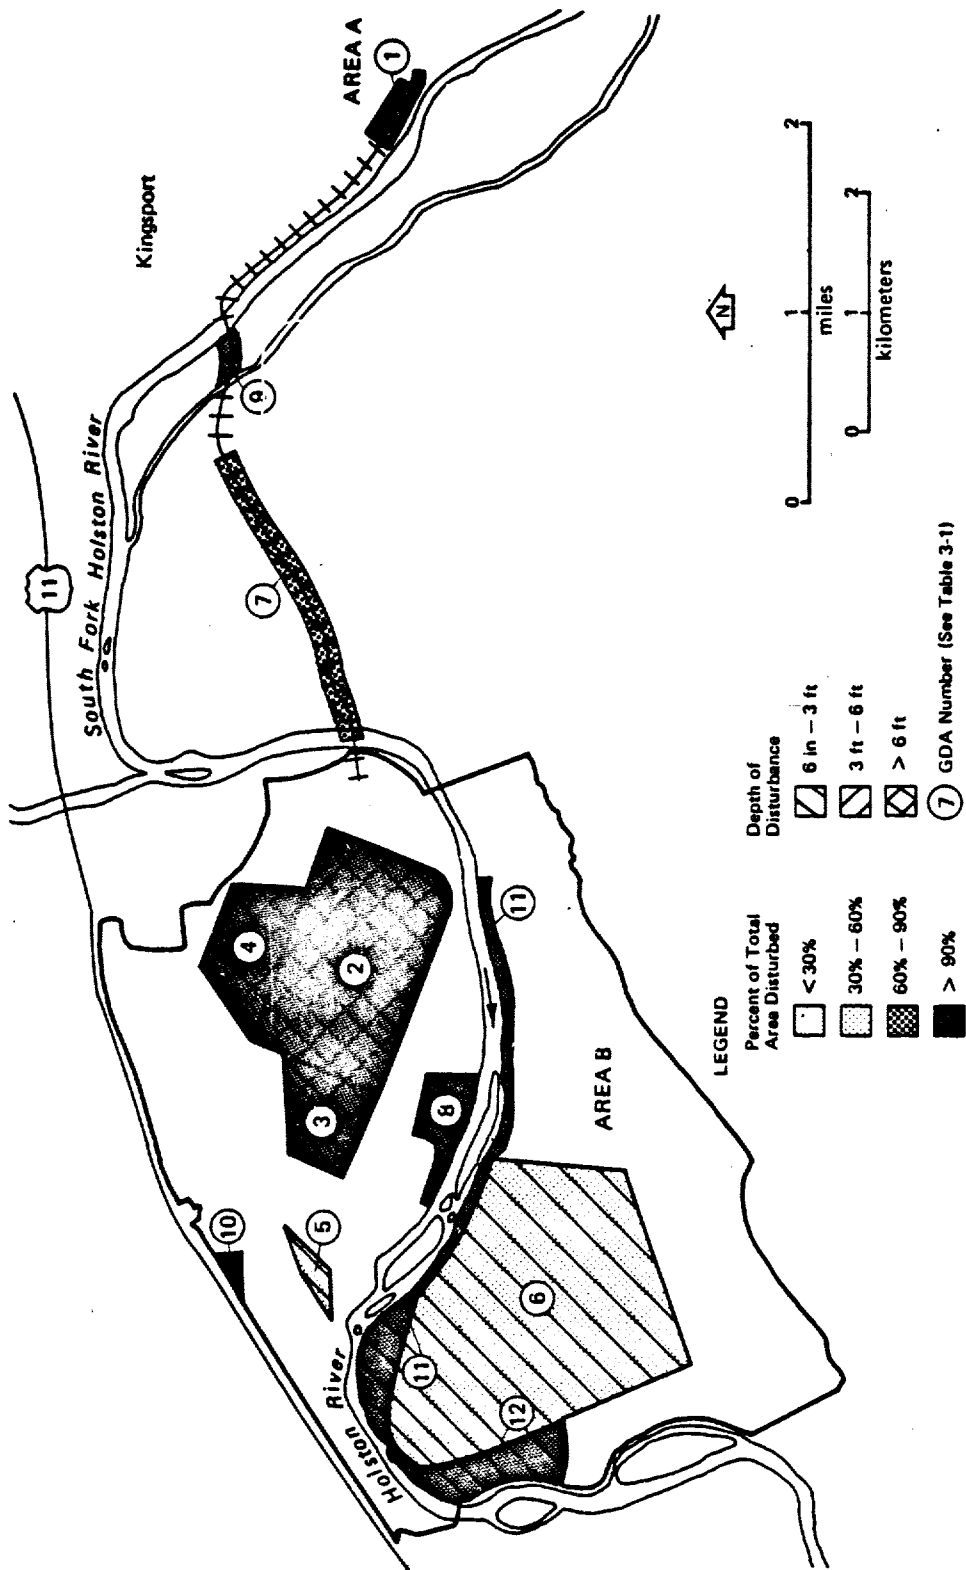 Kingsport
AREA A
1
11
South Fork Holston River
9
7
4
2
3
8
11
10
5
AREA B
6
11
12
Holston River
N
0 1 2
miles
0 1 2
kilometers
LEGEND
Percent of Total
Area Disturbed
< 30%
30% – 60%
60% – 90%
> 90%
Depth of
Disturbance
6 in – 3 ft
3 ft – 6 ft
> 6 ft
7 GDA Number (See Table 3-1)